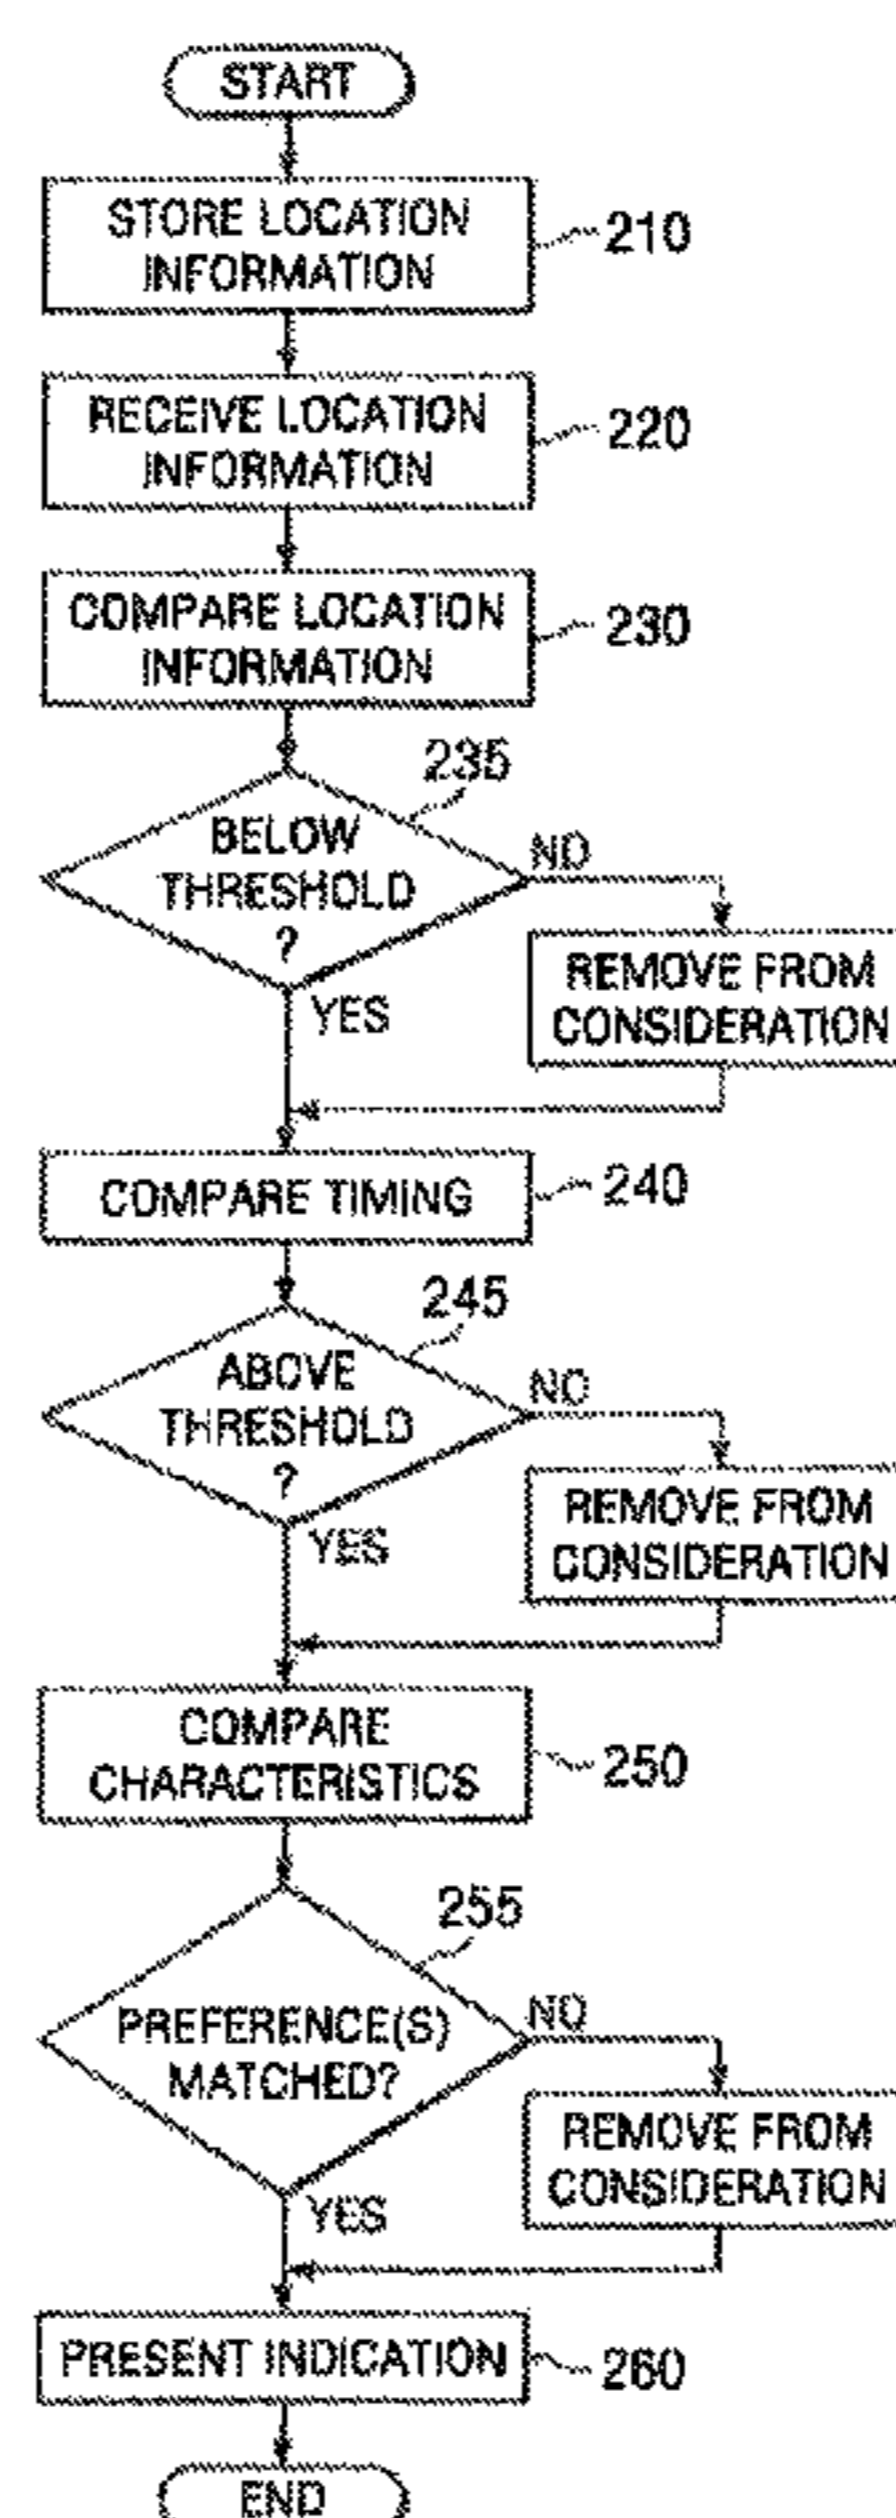 START
STORE LOCATION
INFORMATION
210
RECEIVE LOCATION
INFORMATION
220
COMPARE LOCATION
INFORMATION
230
235
BELOW
THRESHOLD
?
NO
YES
REMOVE FROM
CONSIDERATION
COMPARE TIMING
240
245
ABOVE
THRESHOLD
?
NO
YES
REMOVE FROM
CONSIDERATION
COMPARE
CHARACTERISTICS
250
255
PREFERENCE(S)
MATCHED?
NO
YES
REMOVE FROM
CONSIDERATION
PRESENT INDICATION
260
END